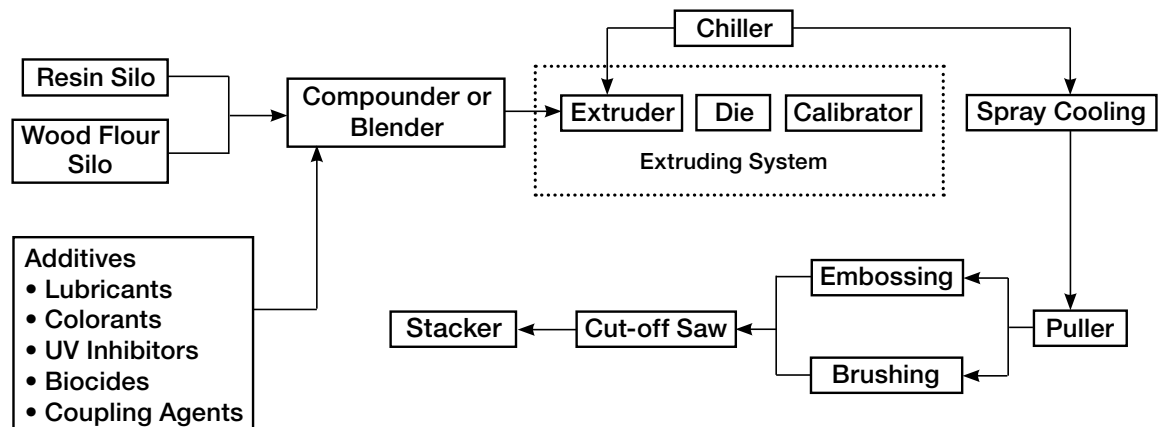 Chiller
Resin Silo
Wood Flour
Silo
Compounder or
Blender
Extruder
Die
Calibrator
Extruding System
Spray Cooling
Additives
• Lubricants
• Colorants
• UV Inhibitors
• Biocides
• Coupling Agents
Puller
Embossing
Brushing
Cut-off Saw
Stacker